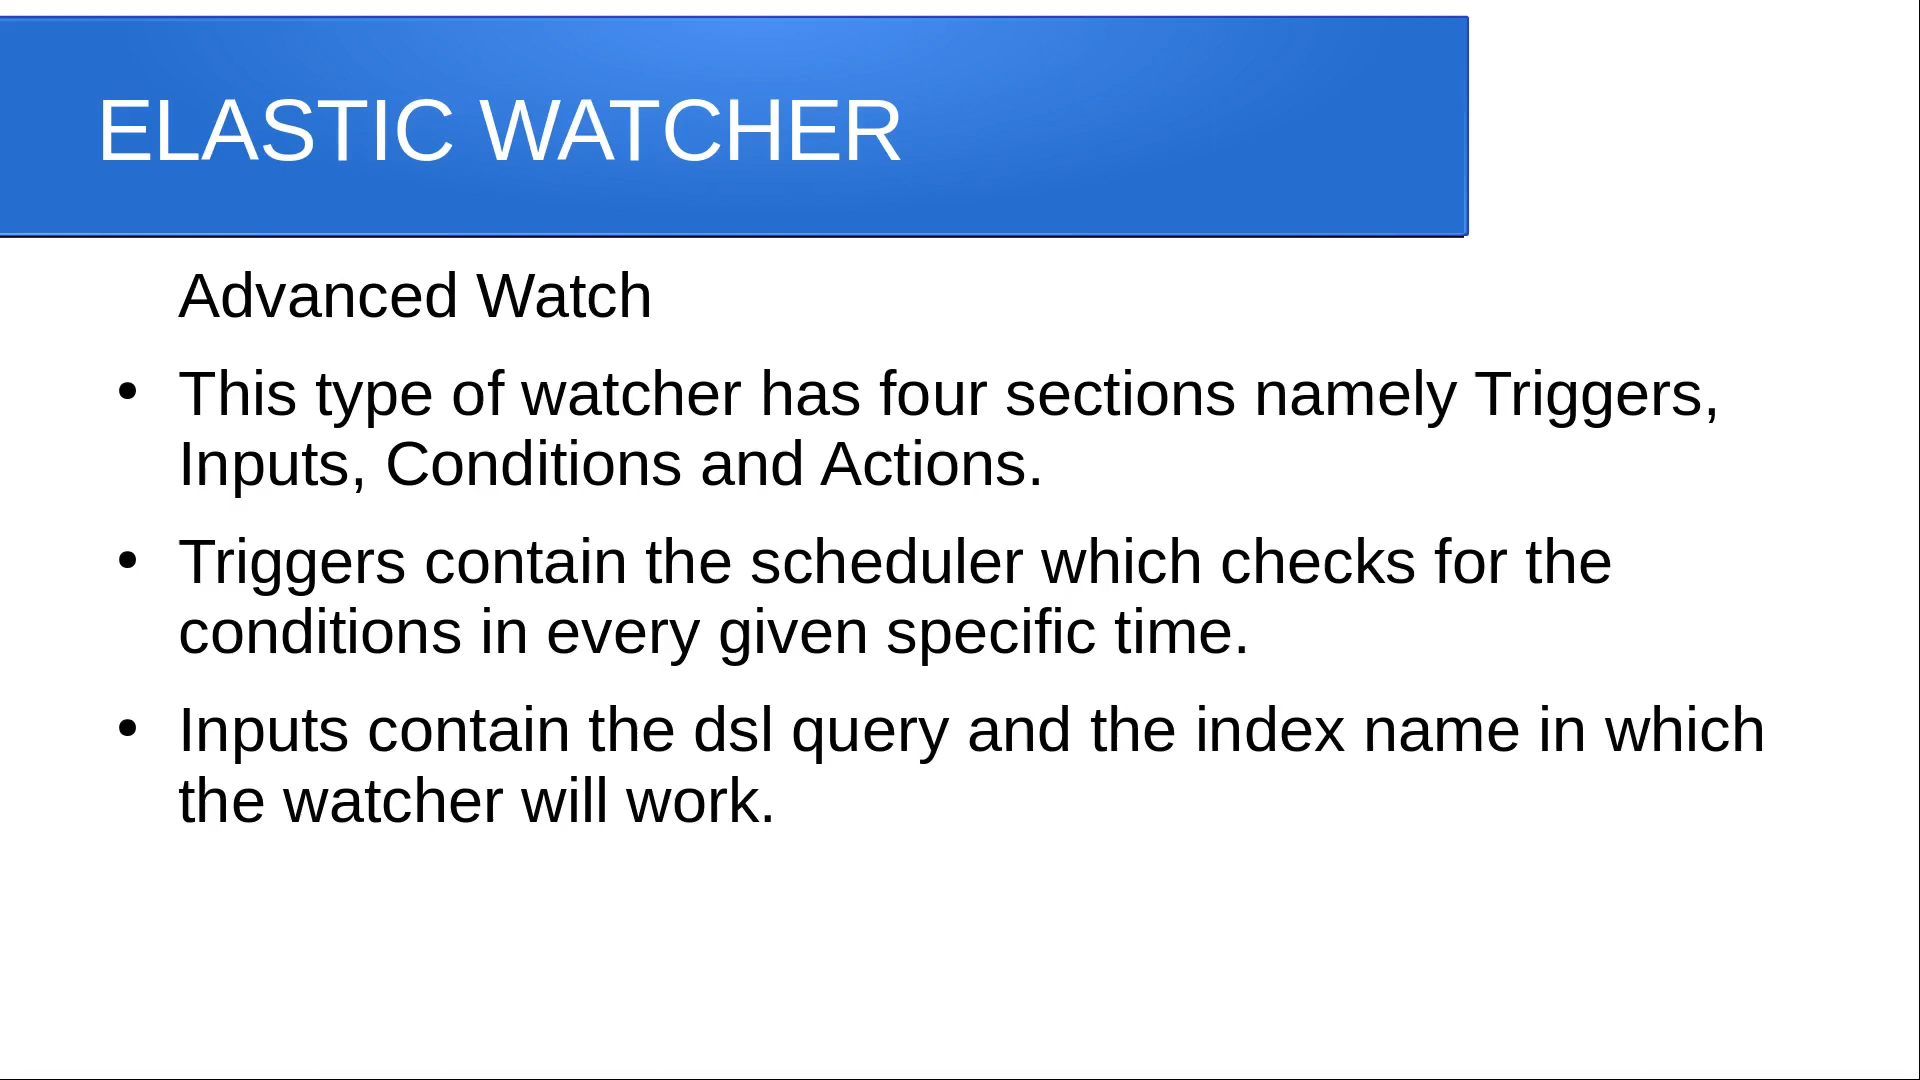 ELASTIC WATCHER
Advanced Watch
• This type of watcher has four sections namely Triggers,
Inputs, Conditions and Actions.
• Triggers contain the scheduler which checks for the
conditions in every given specific time.
• Inputs contain the dsl query and the index name in which
the watcher will work.